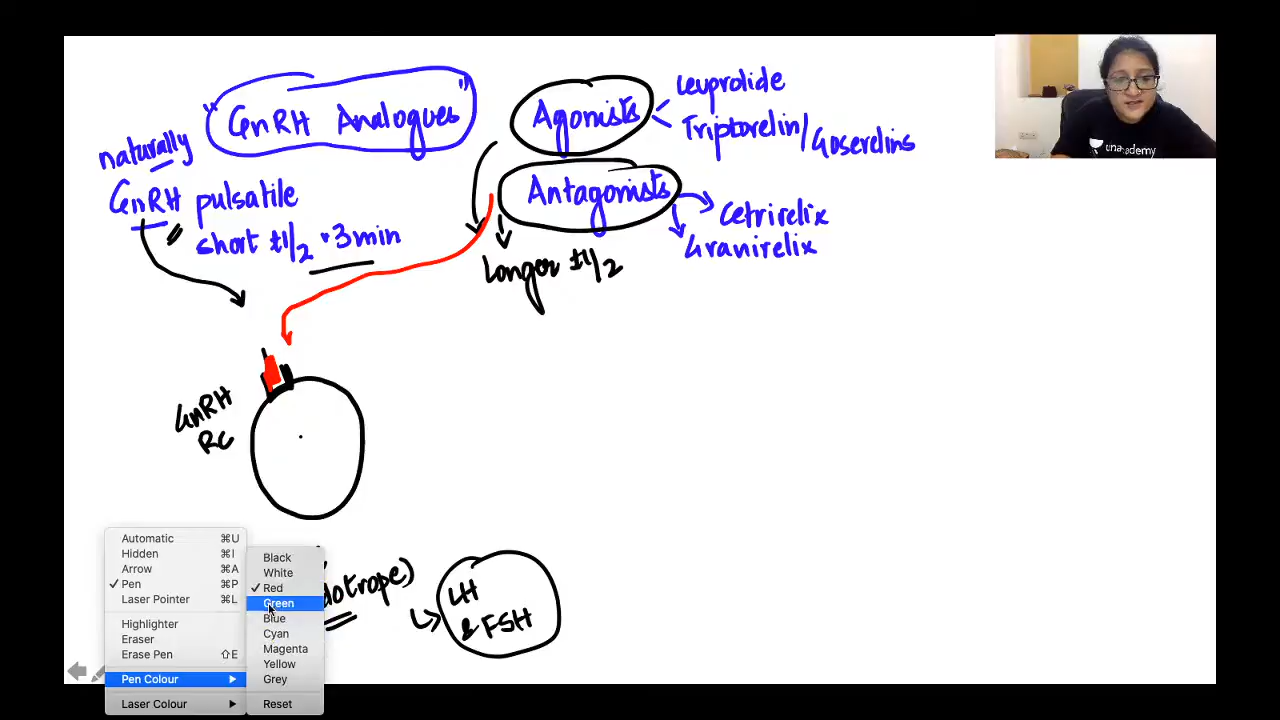 "GnRH Analogues"
Agonists
Leuprolide
Triptorelin/Goserelins
naturally
GnRH pulsatile
short t1/2 3min
Antagonists
Cetrirelix
Granirelix
Longer t1/2
unacademy
GnRH
RC
dotrope)
LH
& FSH
Automatic ⌘U
Hidden ⌘I
Arrow ⌘A
✓ Pen ⌘P
Laser Pointer ⌘L
Highlighter
Eraser
Erase Pen ⇧E
Pen Colour
Laser Colour
Black
White
✓ Red
Green
Blue
Cyan
Magenta
Yellow
Grey
Reset